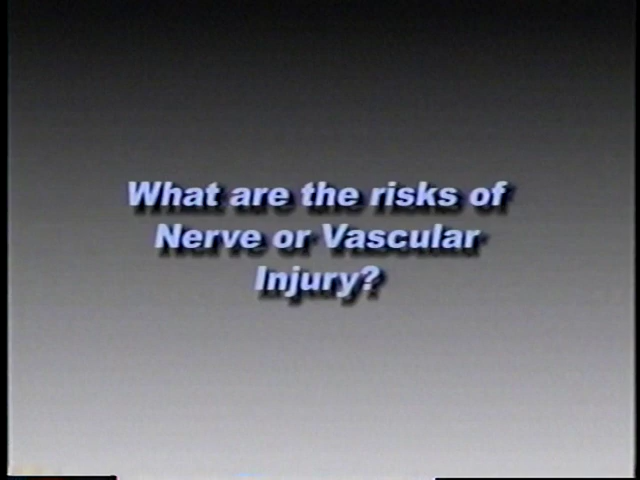 What are the risks of
Nerve or Vascular
Injury?